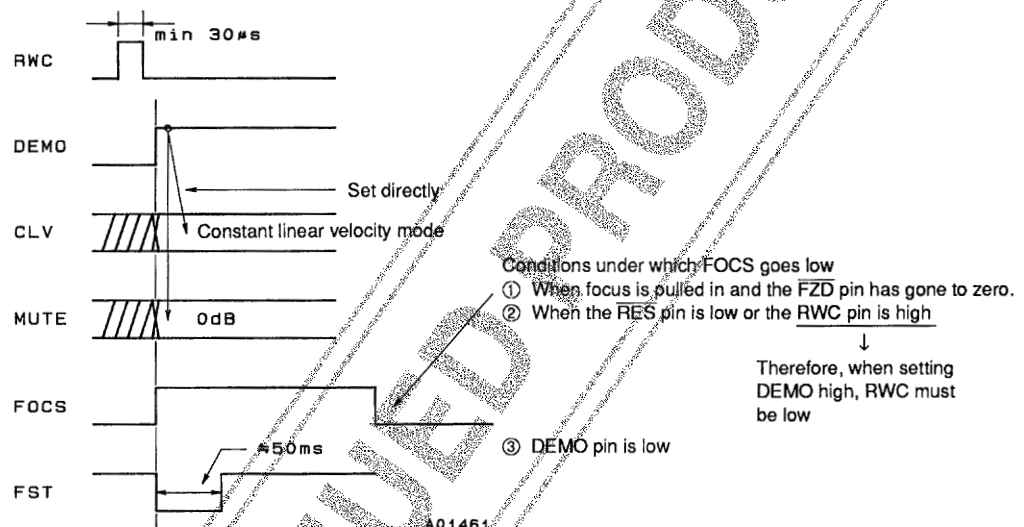 min 30μs
RWC
DEMO
Set directly
CLV
Constant linear velocity mode
Conditions under which FOCS goes low
① When focus is pulled in and the FZD pin has gone to zero.
MUTE
0dB
② When the RES pin is low or the RWC pin is high
↓
Therefore, when setting
DEMO high, RWC must
be low
FOCS
≒50ms
③ DEMO pin is low
FST
A01461
UED PROD